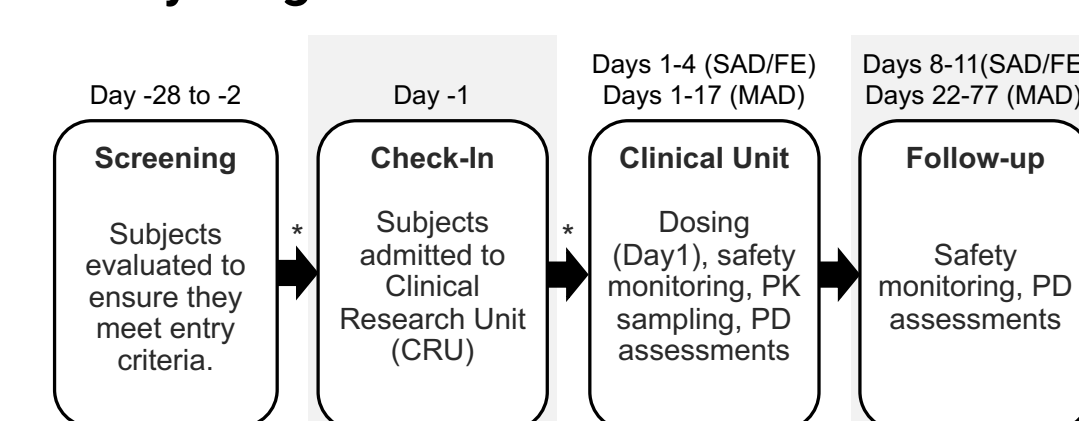 Day -28 to -2
Screening
Subjects
evaluated to
ensure they
meet entry
criteria.
*
Day -1
Check-In
Subjects
admitted to
Clinical
Research Unit
(CRU)
*
Days 1-4 (SAD/FE)
Days 1-17 (MAD)
Clinical Unit
Dosing
(Day1), safety
monitoring, PK
sampling, PD
assessments
Days 8-11(SAD/FE
Days 22-77 (MAD)
Follow-up
Safety
monitoring, PD
assessments